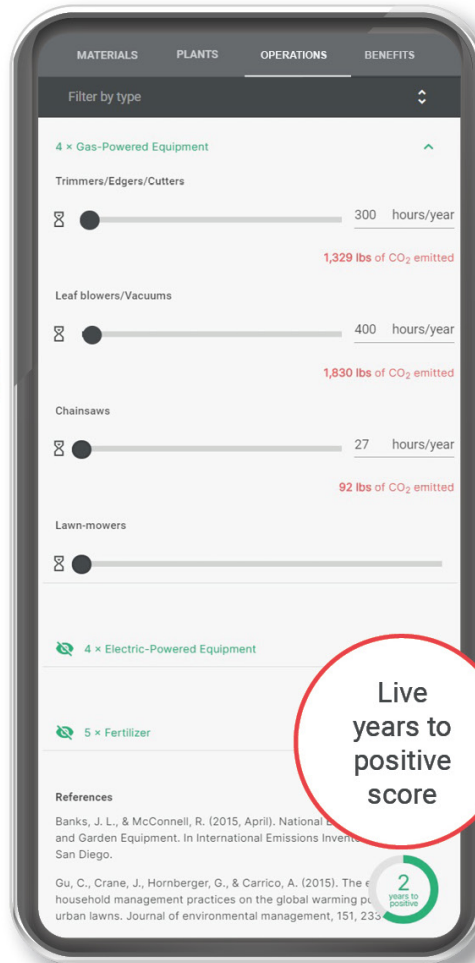 MATERIALS PLANTS OPERATIONS BENEFITS
Filter by type
4 × Gas-Powered Equipment
Trimmers/Edgers/Cutters
300 hours/year
1,329 lbs of CO₂ emitted
Leaf blowers/Vacuums
400 hours/year
1,830 lbs of CO₂ emitted
Chainsaws
27 hours/year
92 lbs of CO₂ emitted
Lawn-mowers
4 × Electric-Powered Equipment
5 × Fertilizer
Live
years to
positive
score
References
Banks, J. L., & McConnell, R. (2015, April). National
and Garden Equipment. In International Emissions
San Diego.
Gu, C., Crane, J., Hornberger, G., & Carrico, A. (2015). The
household management practices on the global warming
urban lawns. Journal of environmental management, 151, 233
2
years to
positive